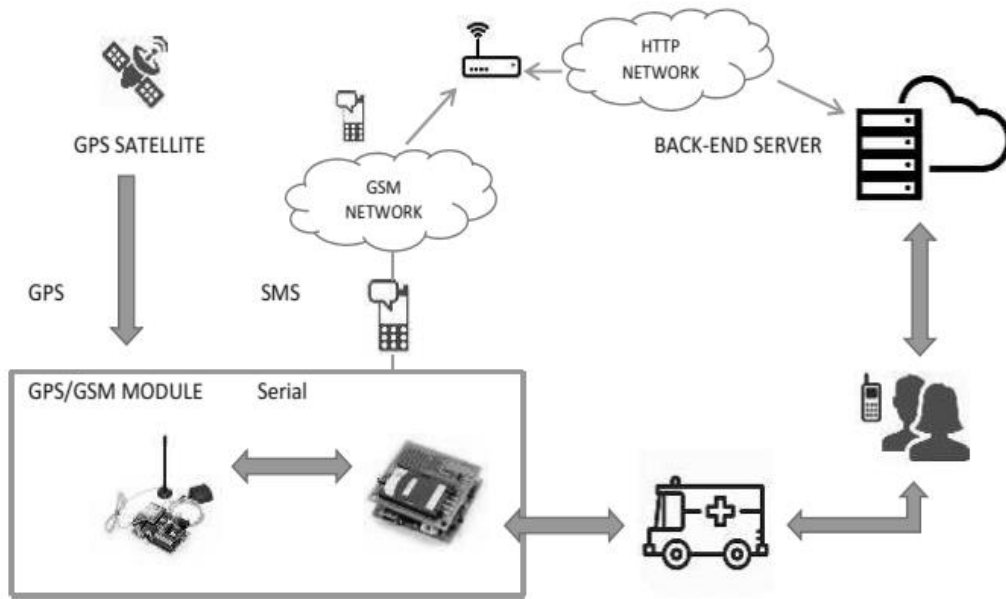 HTTP
NETWORK
GPS SATELLITE
BACK-END SERVER
GSM
NETWORK
GPS
SMS
GPS/GSM MODULE
Serial